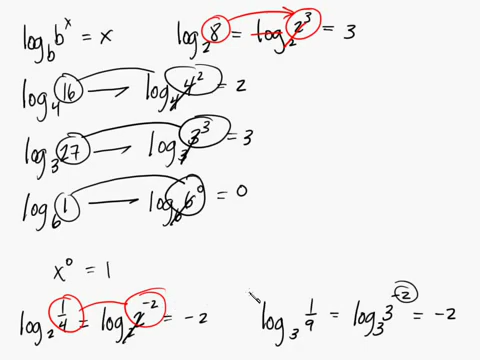 log_b b^x = x
log_2 8 = log_2 2^3 = 3
log_4 16 → log_4 4^2 = 2
log_3 27 → log_3 3^3 = 3
log_6 1 → log_6 6^0 = 0
x^0 = 1
log_2 1/4 = log_2 2^-2 = -2
log_3 1/9 = log_3 3^-2 = -2